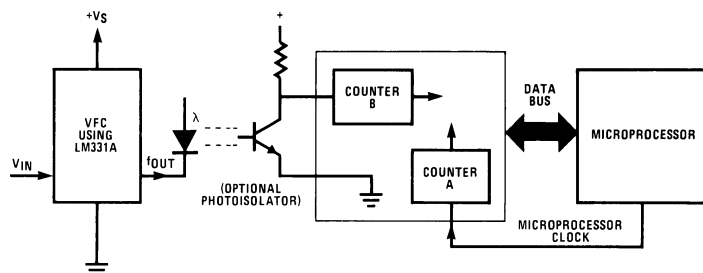 +VS
VFC
USING
LM331A
VIN
fOUT
λ
+
(OPTIONAL
PHOTOISOLATOR)
COUNTER
B
COUNTER
A
DATA
BUS
MICROPROCESSOR
MICROPROCESSOR
CLOCK